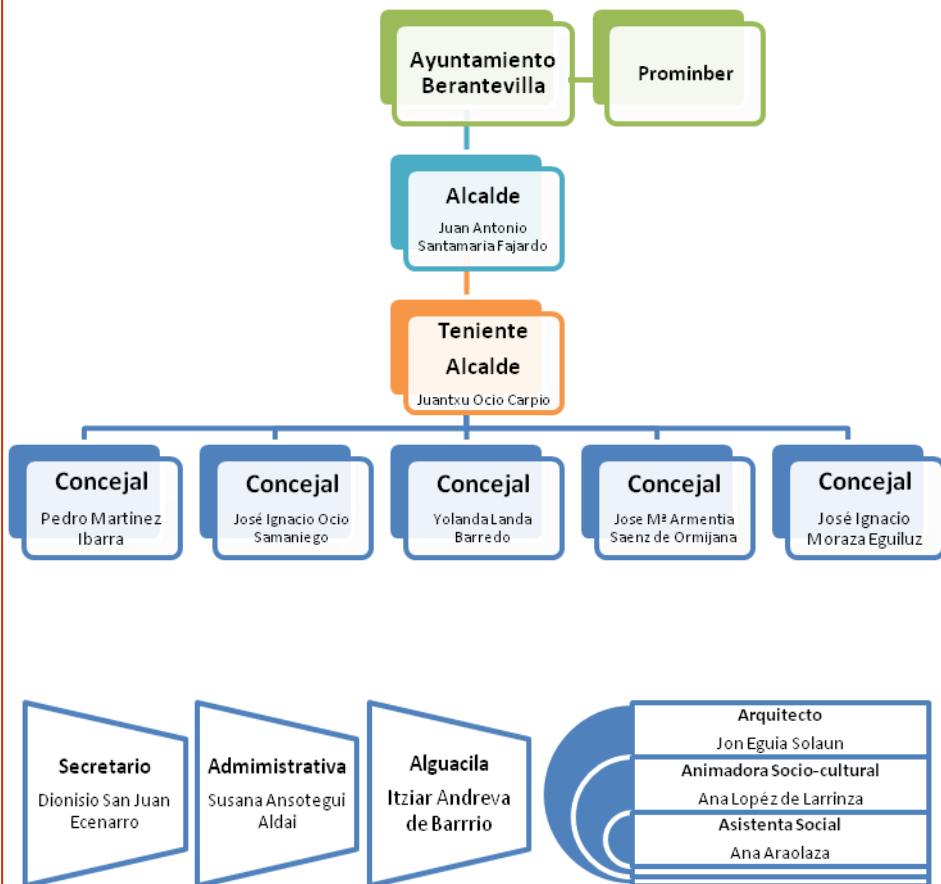 Ayuntamiento
Berantevilla
Prominber
Alcalde
Juan Antonio
Santamaria Fajardo
Teniente
Alcalde
Juantxu Ocio Carpio
Concejal
Pedro Martinez
Ibarra
Concejal
José Ignacio Ocio
Samaniego
Concejal
Yolanda Landa
Barredo
Concejal
Jose Mª Armentia
Saenz de Ormijana
Concejal
José Ignacio
Moraza Eguiluz
Secretario
Dionisio San Juan
Ecenarro
Admimistrativa
Susana Ansotegui
Aldai
Alguacila
Itziar Andreva
de Barrrio
Arquitecto
Jon Eguia Solaun
Animadora Socio-cultural
Ana Lopéz de Larrinza
Asistenta Social
Ana Araolaza